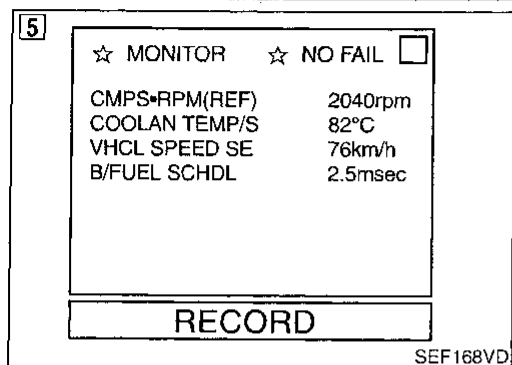 5
☆ MONITOR ☆ NO FAIL
CMPS•RPM(REF) 2040rpm
COOLAN TEMP/S 82°C
VHCL SPEED SE 76km/h
B/FUEL SCHDL 2.5msec
RECORD
SEF168VD